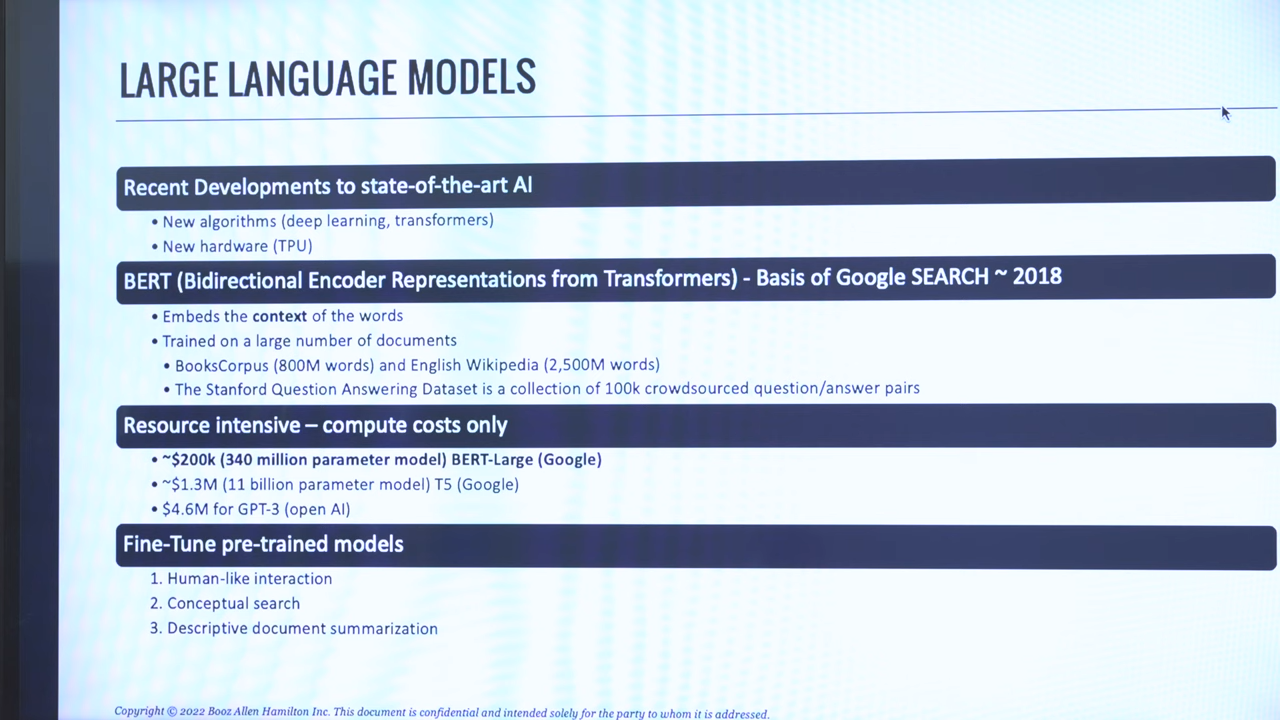 LARGE LANGUAGE MODELS
Recent Developments to state-of-the-art AI
• New algorithms (deep learning, transformers)
• New hardware (TPU)
BERT (Bidirectional Encoder Representations from Transformers) - Basis of Google SEARCH ~ 2018
• Embeds the context of the words
• Trained on a large number of documents
• BooksCorpus (800M words) and English Wikipedia (2,500M words)
• The Stanford Question Answering Dataset is a collection of 100k crowdsourced question/answer pairs
Resource intensive – compute costs only
• ~$200k (340 million parameter model) BERT-Large (Google)
• ~$1.3M (11 billion parameter model) T5 (Google)
• $4.6M for GPT-3 (open AI)
Fine-Tune pre-trained models
1. Human-like interaction
2. Conceptual search
3. Descriptive document summarization
Copyright © 2022 Booz Allen Hamilton Inc. This document is confidential and intended solely for the party to whom it is addressed.